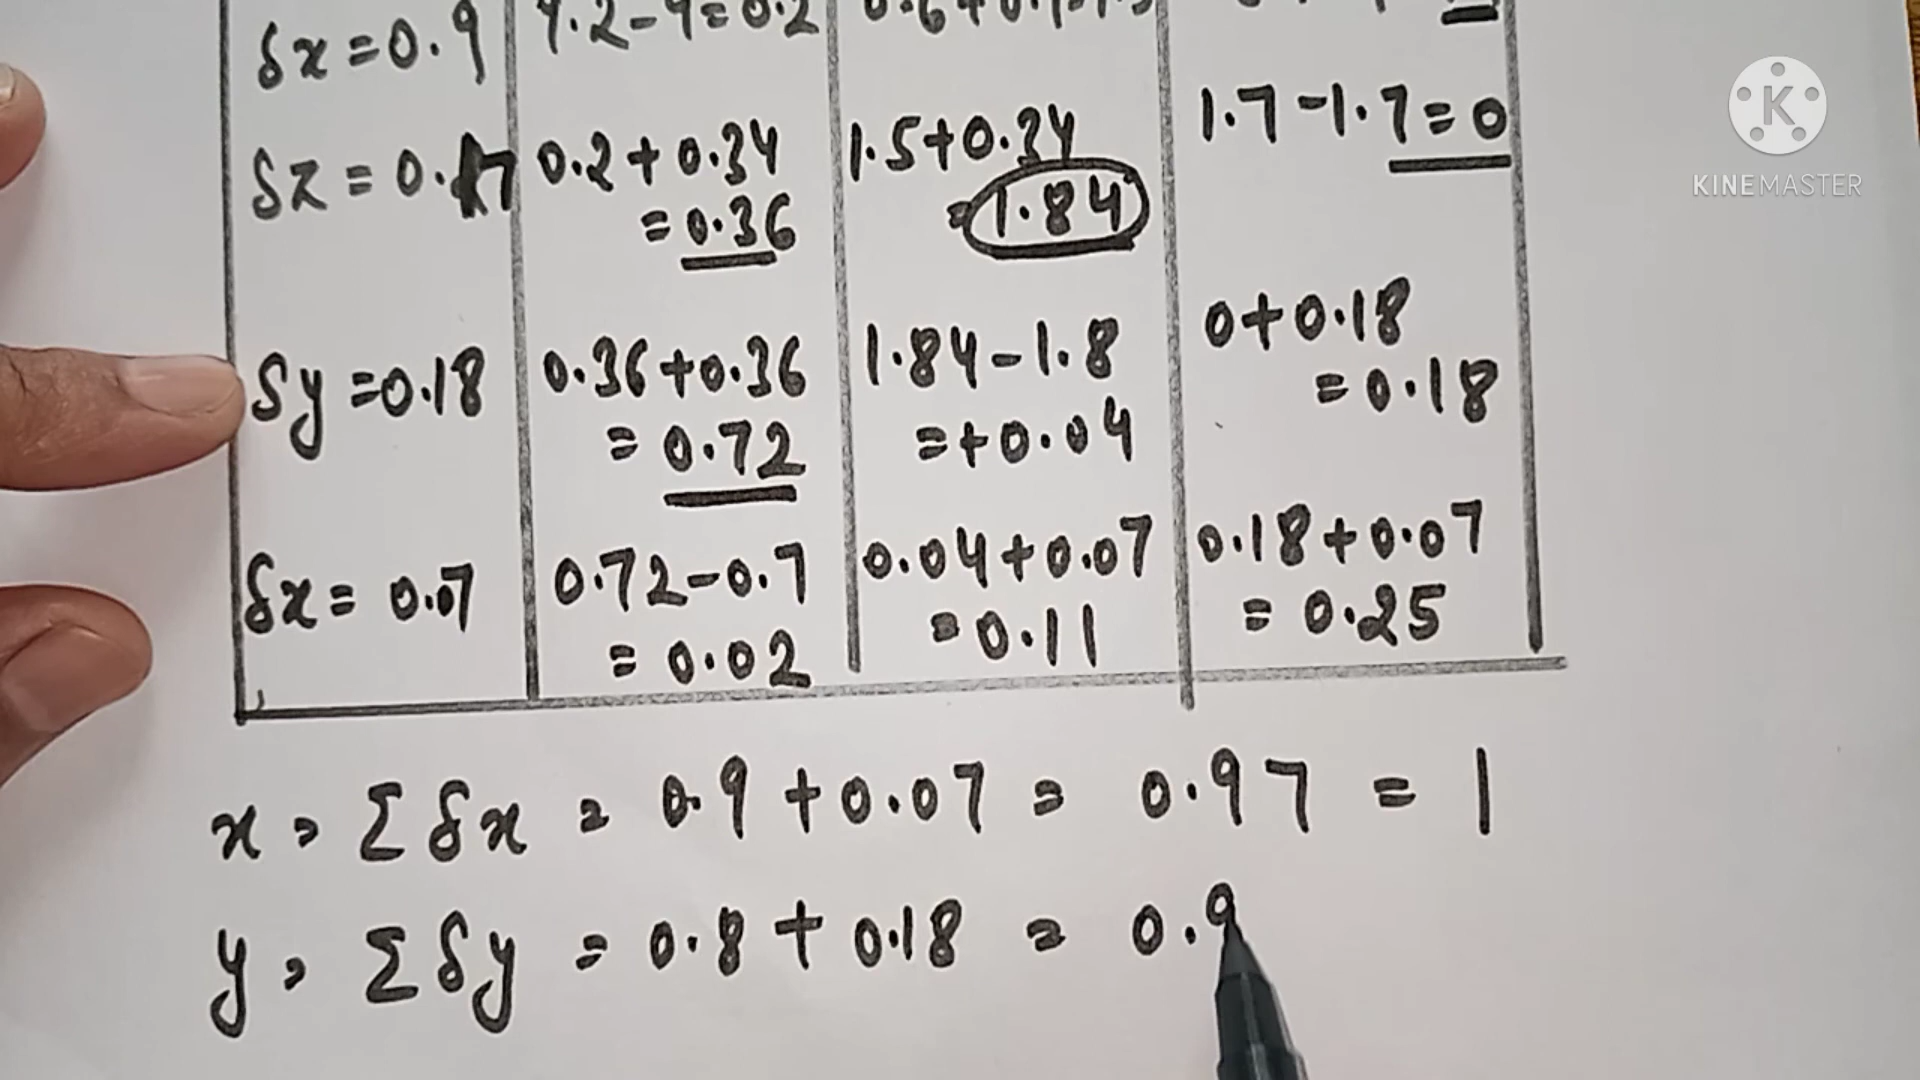 δx = 0.9
δz = 0.17
0.2 + 0.34
= 0.36
1.5 + 0.34
= 1.84
1.7 - 1.7 = 0
δy = 0.18
0.36 + 0.36
= 0.72
1.84 - 1.8
= +0.04
0 + 0.18
= 0.18
δx = 0.07
0.72 - 0.7
= 0.02
0.04 + 0.07
= 0.11
0.18 + 0.07
= 0.25
x = Σ δx = 0.9 + 0.07 = 0.97 = 1
y = Σ δy = 0.8 + 0.18 = 0.9
KINEMASTER